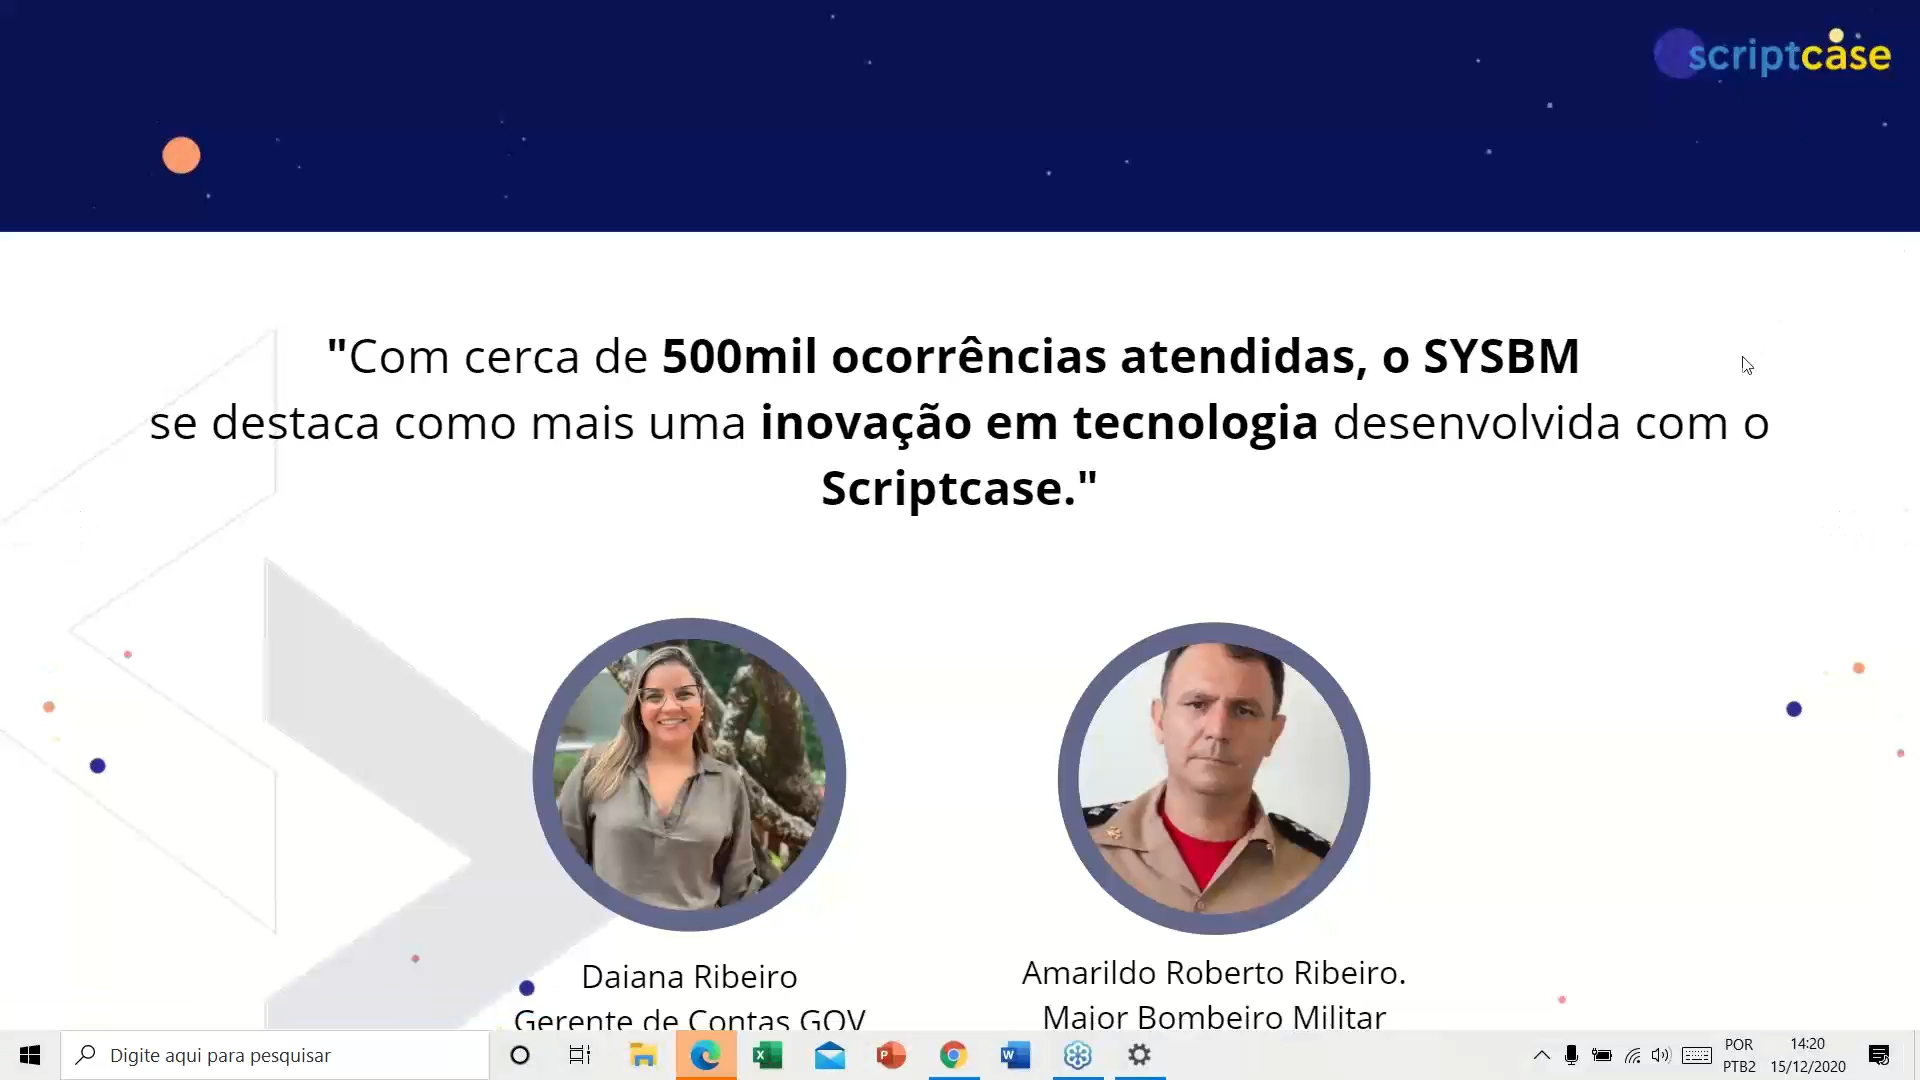 scriptcase
"Com cerca de 500mil ocorrências atendidas, o SYSBM
se destaca como mais uma inovação em tecnologia desenvolvida com o
Scriptcase."
Daiana Ribeiro
Gerente de Contas GOV
Amarildo Roberto Ribeiro.
Major Bombeiro Militar
Digite aqui para pesquisar
POR
PTB2
14:20
15/12/2020